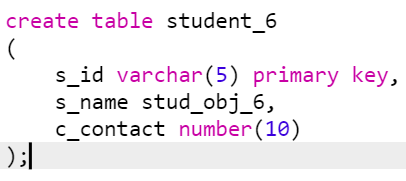 create table student_6
(
    s_id varchar(5) primary key,
    s_name stud_obj_6,
    c_contact number(10)
);